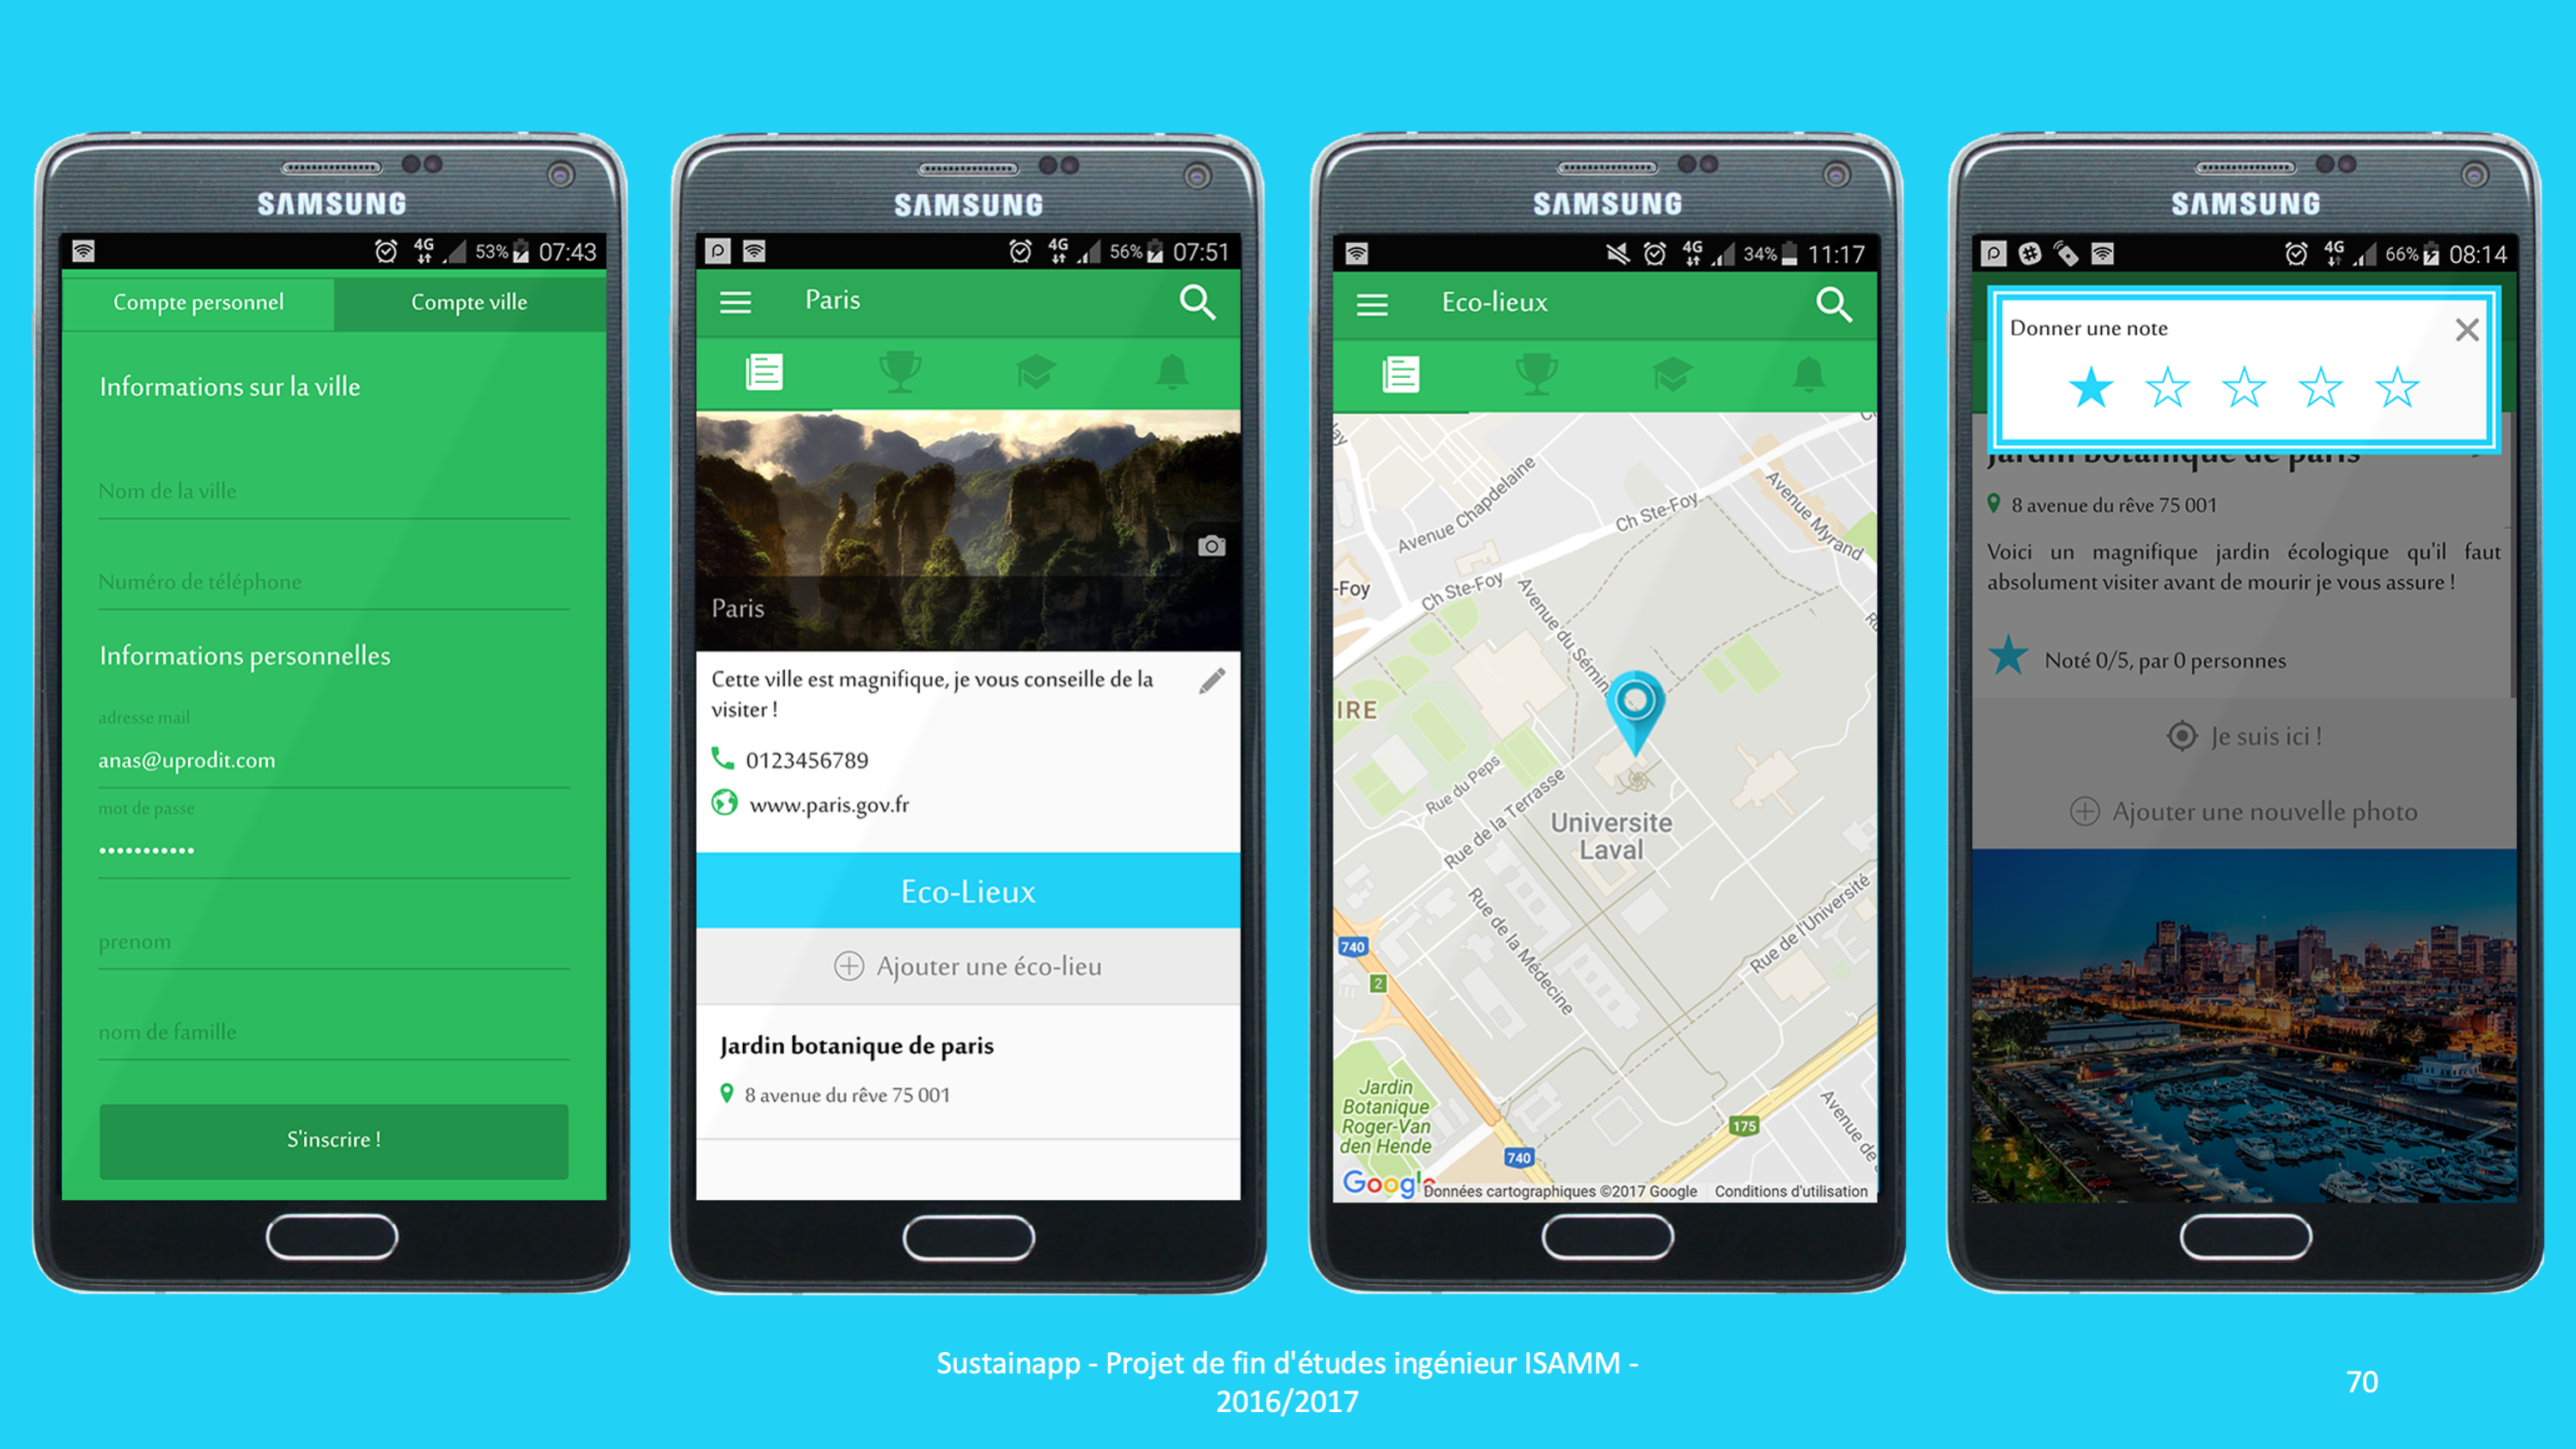 SAMSUNG
4G 53% 07:43
Compte personnel
Compte ville
Informations sur la ville
Nom de la ville
Numéro de téléphone
Informations personnelles
adresse mail
anas@uprodit.com
mot de passe
•••••••••••
prenom
nom de famille
S'inscrire !
SAMSUNG
4G 56% 07:51
Paris
Paris
Cette ville est magnifique, je vous conseille de la
visiter !
0123456789
www.paris.gov.fr
Eco-Lieux
Ajouter une éco-lieu
Jardin botanique de paris
8 avenue du rêve 75 001
SAMSUNG
4G 34% 11:17
Eco-lieux
Avenue Chapdelaine
Ch Ste-Foy
Avenue Myrand
-Foy
Ch Ste-Foy
Avenue du Sémin
IRE
Rue du Peps
Rue de la Terrasse
Universite
Laval
Rue de la Médecine
Rue de l'Université
740
2
Jardin
Botanique
Roger-Van
den Hende
740
175
Avenue de
Google
Données cartographiques ©2017 Google
Conditions d'utilisation
SAMSUNG
4G 66% 08:14
Donner une note
Jardin botanique de paris
8 avenue du rêve 75 001
Voici un magnifique jardin écologique qu'il faut
absolument visiter avant de mourir je vous assure !
Noté 0/5, par 0 personnes
Je suis ici !
Ajouter une nouvelle photo
Sustainapp - Projet de fin d'études ingénieur ISAMM -
2016/2017
70